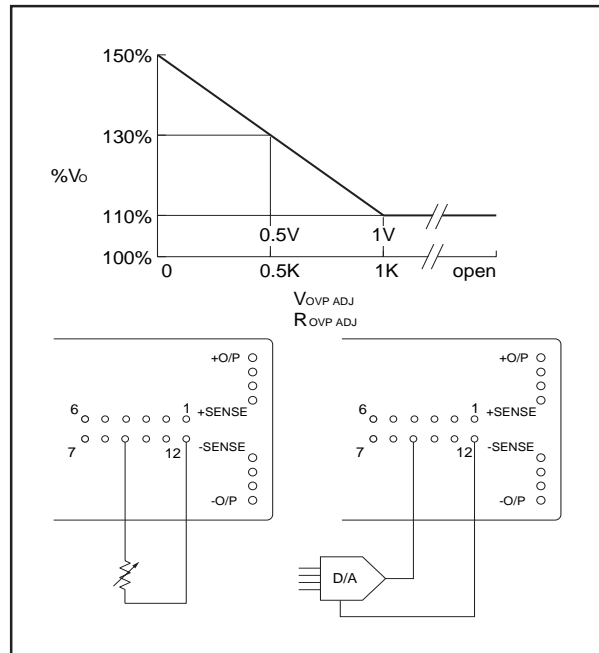 150%
130%
%VO
110%
0.5V 1V
100%
0 0.5K 1K open
VOVP ADJ
ROVP ADJ
+O/P
6 1
+SENSE
7 12
-SENSE
-O/P
+O/P
6 1
+SENSE
7 12
-SENSE
-O/P
D/A